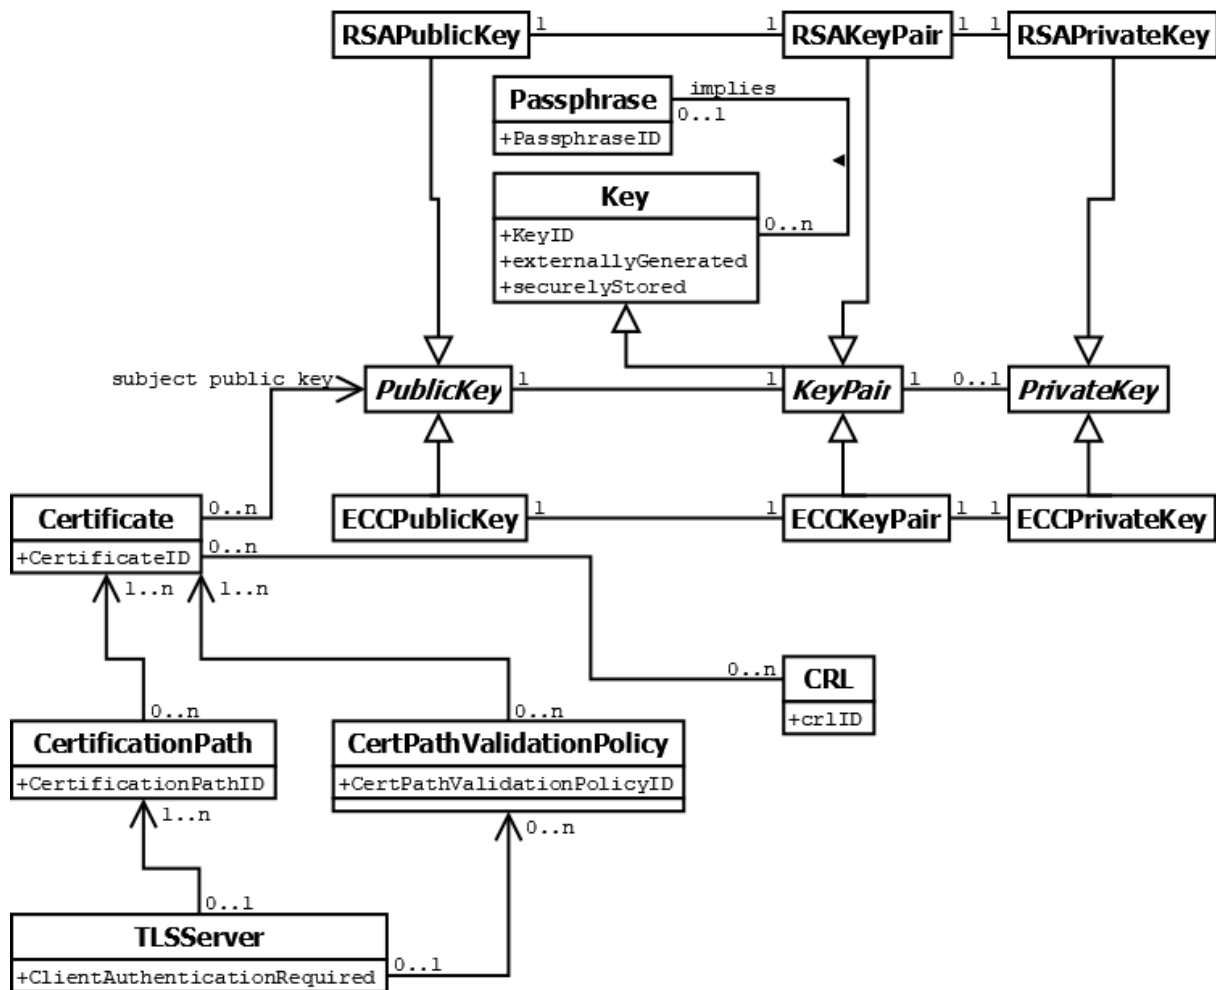 RSAPublicKey 1 1 RSAKeyPair 1 1 RSAPrivateKey
Passphrase implies
0..1
+PassphraseID
Key
+KeyID 0..n
+externallyGenerated
+securelyStored
subject public key PublicKey 1 1 KeyPair 1 0..1 PrivateKey
Certificate 0..n ECCPublicKey 1 1 ECCKeyPair 1 1 ECCPrivateKey
+CertificateID 0..n
1..n 1..n
0..n CRL
+crlID
0..n 0..n
CertificationPath CertPathValidationPolicy
+CertificationPathID +CertPathValidationPolicyID
1..n 0..n
0..1
TLSServer
+ClientAuthenticationRequired 0..1